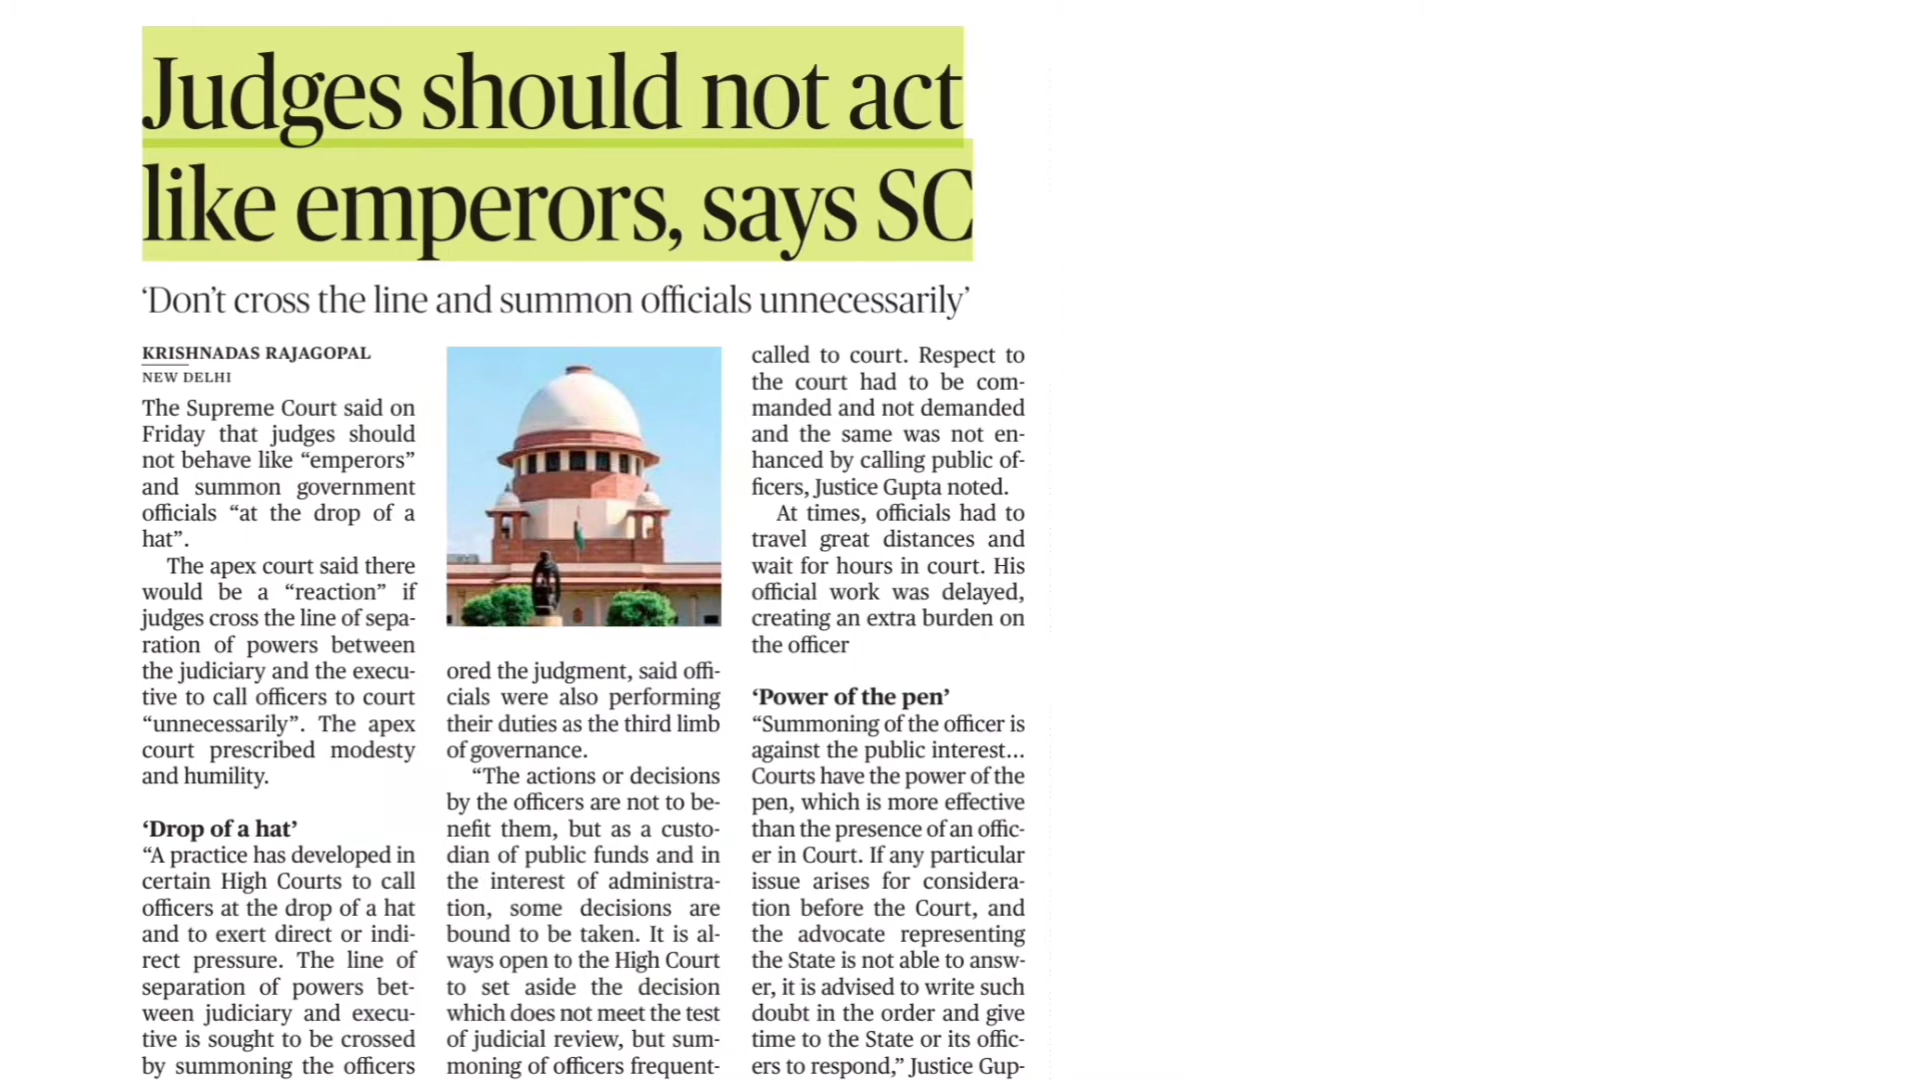 Judges should not act
like emperors, says SC
‘Don’t cross the line and summon officials unnecessarily’
KRISHNADAS RAJAGOPAL
NEW DELHI
The Supreme Court said on
Friday that judges should
not behave like “emperors”
and summon government
officials “at the drop of a
hat”.
The apex court said there
would be a “reaction” if
judges cross the line of sepa-
ration of powers between
the judiciary and the execu-
tive to call officers to court
“unnecessarily”. The apex
court prescribed modesty
and humility.
‘Drop of a hat’
“A practice has developed in
certain High Courts to call
officers at the drop of a hat
and to exert direct or indi-
rect pressure. The line of
separation of powers bet-
ween judiciary and execu-
tive is sought to be crossed
by summoning the officers
ored the judgment, said offi-
cials were also performing
their duties as the third limb
of governance.
“The actions or decisions
by the officers are not to be-
nefit them, but as a custo-
dian of public funds and in
the interest of administra-
tion, some decisions are
bound to be taken. It is al-
ways open to the High Court
to set aside the decision
which does not meet the test
of judicial review, but sum-
moning of officers frequent-
called to court. Respect to
the court had to be com-
manded and not demanded
and the same was not en-
hanced by calling public of-
ficers, Justice Gupta noted.
At times, officials had to
travel great distances and
wait for hours in court. His
official work was delayed,
creating an extra burden on
the officer
‘Power of the pen’
“Summoning of the officer is
against the public interest...
Courts have the power of the
pen, which is more effective
than the presence of an offic-
er in Court. If any particular
issue arises for considera-
tion before the Court, and
the advocate representing
the State is not able to answ-
er, it is advised to write such
doubt in the order and give
time to the State or its offic-
ers to respond,” Justice Gup-